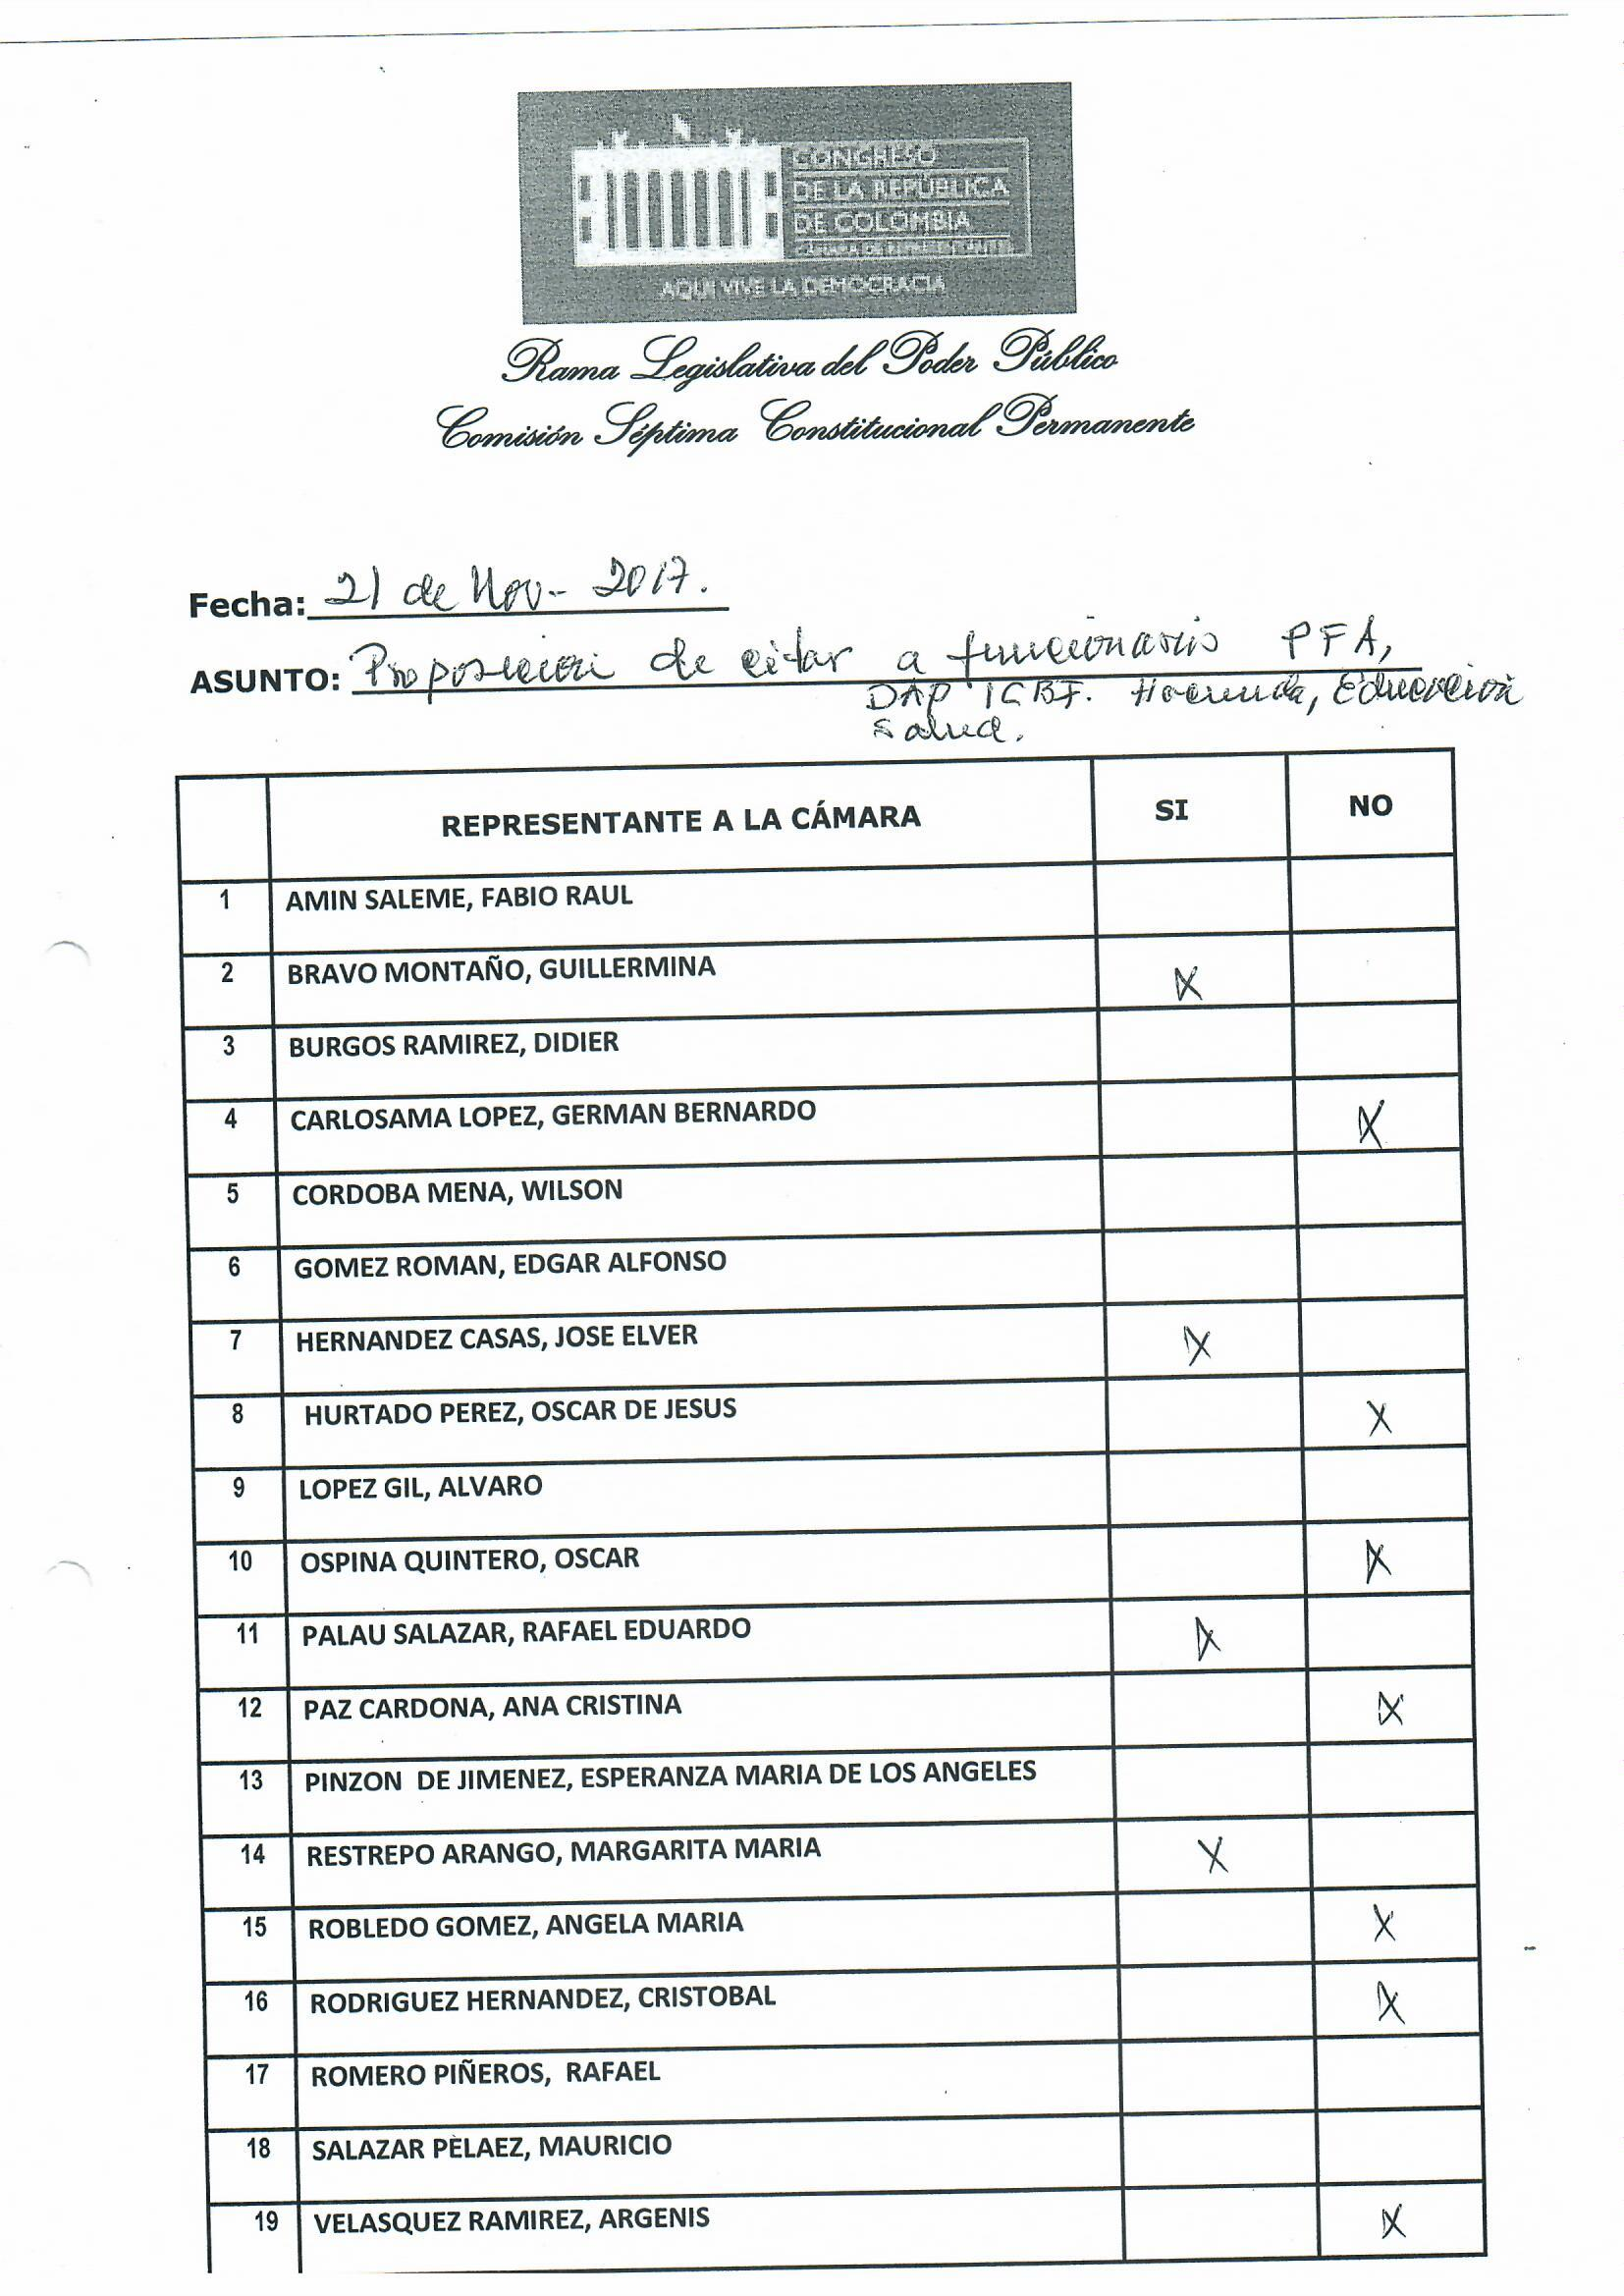 CONGRESO
DE LA REPÚBLICA
DE COLOMBIA
CÁMARA DE REPRESENTANTES
AQUI VIVE LA DEMOCRACIA
Rama Legislativa del Poder Público
Comisión Séptima Constitucional Permanente
Fecha: 21 de Nov- 2017.
ASUNTO: Proposición de citar a funcionarios PFA,
DAP ICBF. Hacienda, Educación
Salud.
REPRESENTANTE A LA CÁMARA SI NO
1 AMIN SALEME, FABIO RAUL
2 BRAVO MONTAÑO, GUILLERMINA X
3 BURGOS RAMIREZ, DIDIER
4 CARLOSAMA LOPEZ, GERMAN BERNARDO X
5 CORDOBA MENA, WILSON
6 GOMEZ ROMAN, EDGAR ALFONSO
7 HERNANDEZ CASAS, JOSE ELVER X
8 HURTADO PEREZ, OSCAR DE JESUS X
9 LOPEZ GIL, ALVARO
10 OSPINA QUINTERO, OSCAR X
11 PALAU SALAZAR, RAFAEL EDUARDO X
12 PAZ CARDONA, ANA CRISTINA X
13 PINZON DE JIMENEZ, ESPERANZA MARIA DE LOS ANGELES
14 RESTREPO ARANGO, MARGARITA MARIA X
15 ROBLEDO GOMEZ, ANGELA MARIA X
16 RODRIGUEZ HERNANDEZ, CRISTOBAL X
17 ROMERO PIÑEROS, RAFAEL
18 SALAZAR PELAEZ, MAURICIO
19 VELASQUEZ RAMIREZ, ARGENIS X